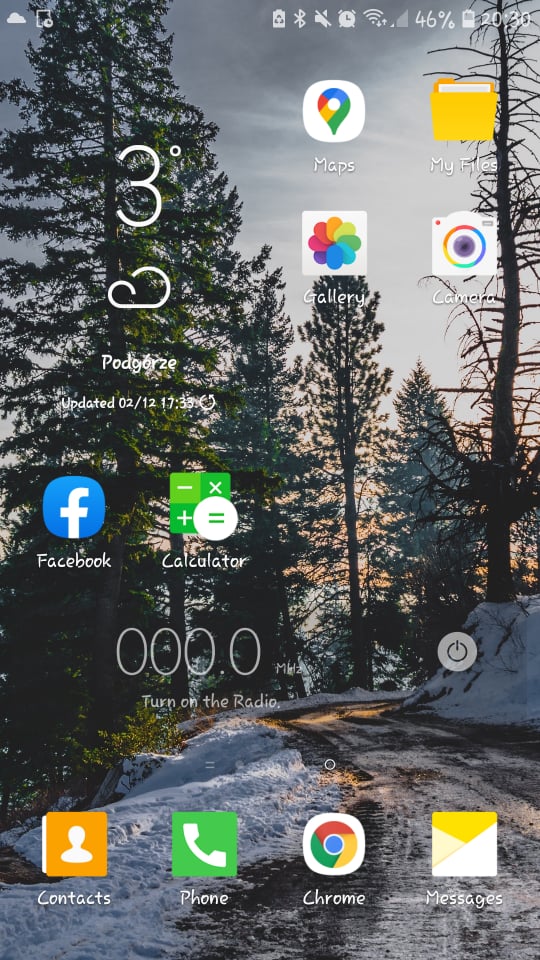 46% 20:30
Maps
My Files
3°
Gallery
Camera
Podgórze
Updated 02/12 17:33
Facebook
Calculator
000.0 MHz
Turn on the Radio.
Contacts
Phone
Chrome
Messages